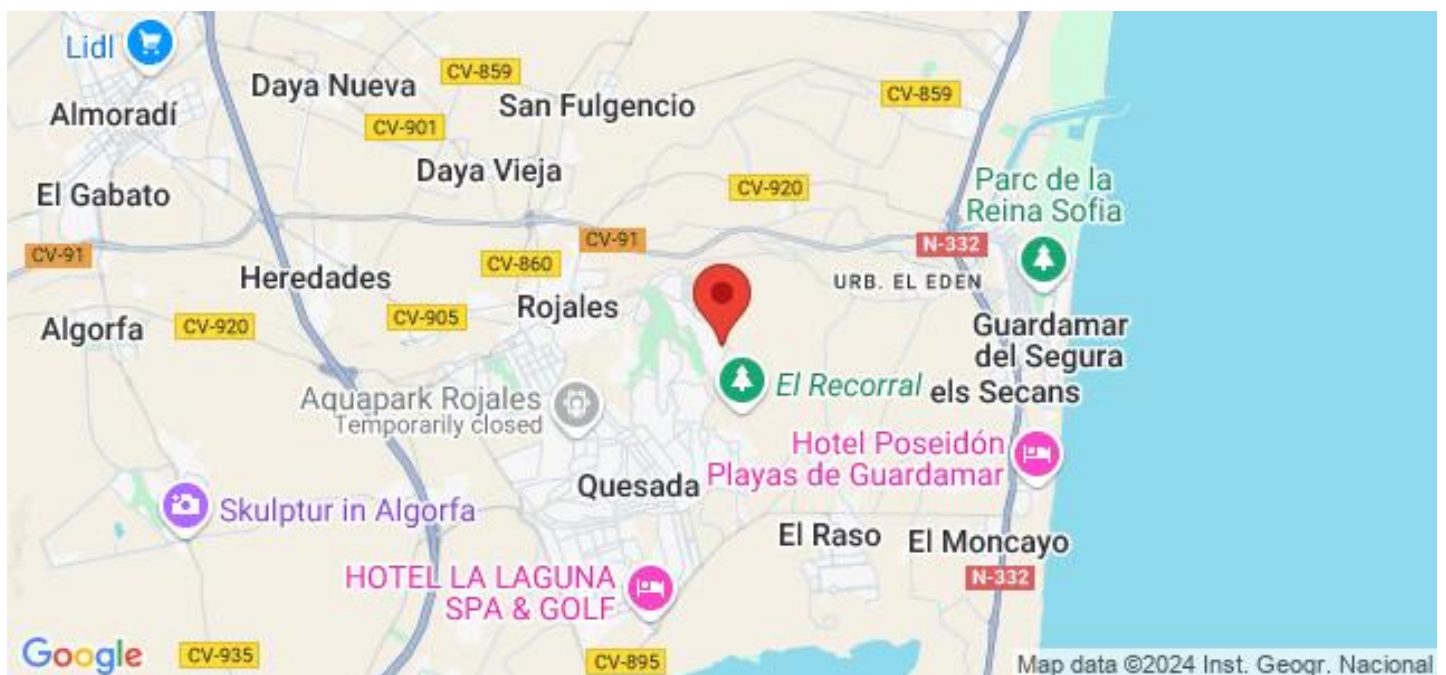 Lidl
Daya Nueva
CV-859
San Fulgencio
CV-859
Almoradí
CV-901
Daya Vieja
El Gabato
CV-920
Parc de la
Reina Sofia
CV-91
CV-91
N-332
Heredades
CV-860
URB. EL EDEN
Rojales
Algorfa
CV-920
CV-905
Guardamar
del Segura
Aquapark Rojales
Temporarily closed
El Recorral
els Secans
Hotel Poseidón
Playas de Guardamar
Quesada
Skulptur in Algorfa
El Raso
El Moncayo
HOTEL LA LAGUNA
SPA & GOLF
N-332
Google
CV-935
CV-895
Map data ©2024 Inst. Geogr. Nacional